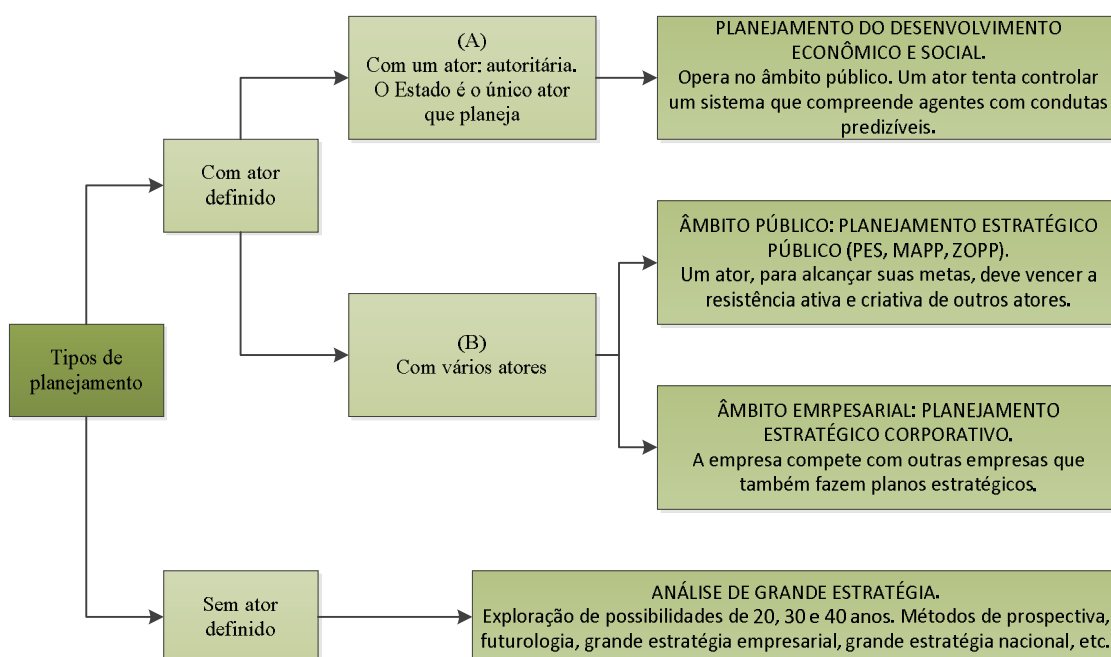 (A)
Com um ator: autoritária.
O Estado é o único ator
que planeja
PLANEJAMENTO DO DESENVOLVIMENTO
ECONÔMICO E SOCIAL.
Opera no âmbito público. Um ator tenta controlar
um sistema que compreende agentes com condutas
predizíveis.
Com ator
definido
ÂMBITO PÚBLICO: PLANEJAMENTO ESTRATÉGICO
PÚBLICO (PES, MAPP, ZOPP).
Um ator, para alcançar suas metas, deve vencer a
resistência ativa e criativa de outros atores.
(B)
Com vários atores
Tipos de
planejamento
ÂMBITO EMRPESARIAL: PLANEJAMENTO
ESTRATÉGICO CORPORATIVO.
A empresa compete com outras empresas que
também fazem planos estratégicos.
Sem ator
definido
ANÁLISE DE GRANDE ESTRATÉGIA.
Exploração de possibilidades de 20, 30 e 40 anos. Métodos de prospectiva,
futurologia, grande estratégia empresarial, grande estratégia nacional, etc.